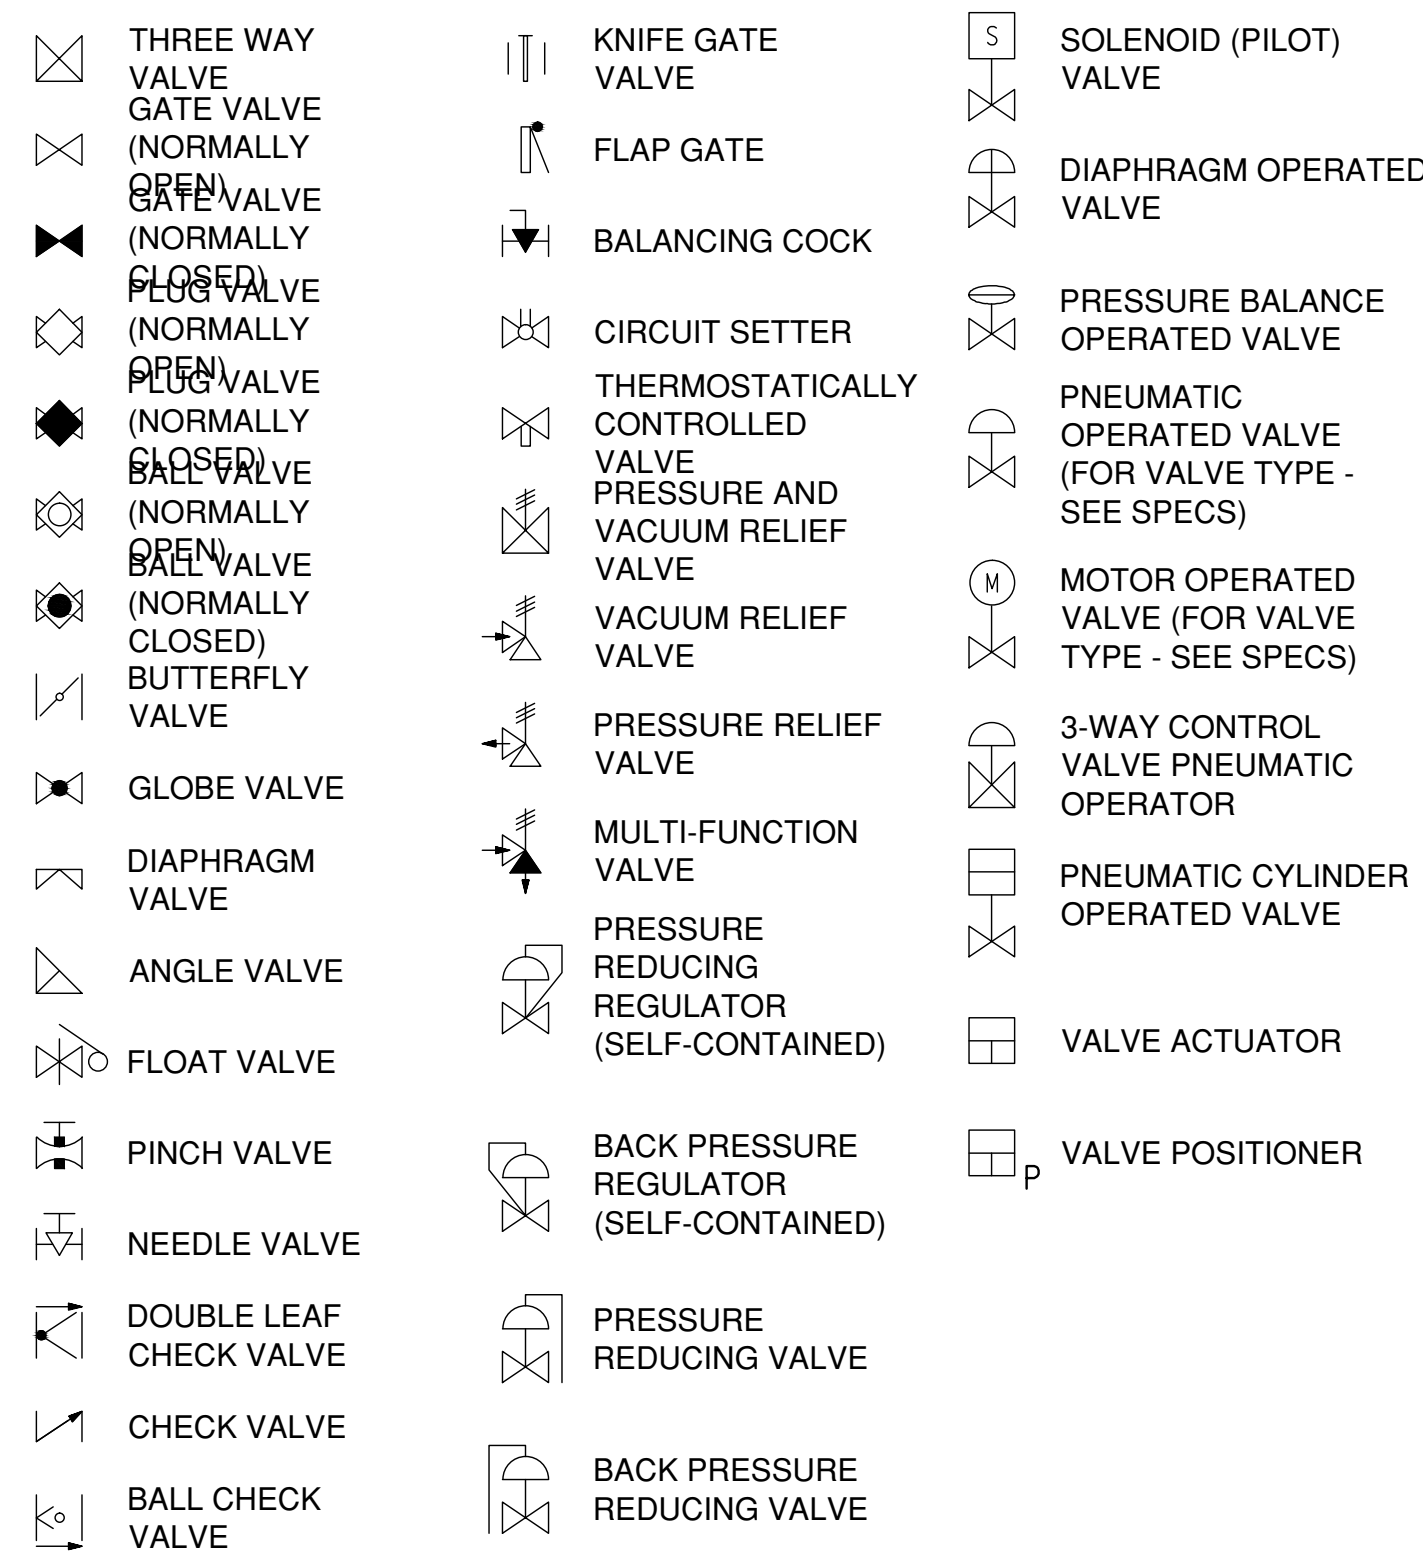 THREE WAY
VALVE
GATE VALVE
(NORMALLY
OPEN)
GATE VALVE
(NORMALLY
CLOSED)
PLUG VALVE
(NORMALLY
OPEN)
PLUG VALVE
(NORMALLY
CLOSED)
BALL VALVE
(NORMALLY
OPEN)
BALL VALVE
(NORMALLY
CLOSED)
BUTTERFLY
VALVE
GLOBE VALVE
DIAPHRAGM
VALVE
ANGLE VALVE
FLOAT VALVE
PINCH VALVE
NEEDLE VALVE
DOUBLE LEAF
CHECK VALVE
CHECK VALVE
BALL CHECK
VALVE
KNIFE GATE
VALVE
FLAP GATE
BALANCING COCK
CIRCUIT SETTER
THERMOSTATICALLY
CONTROLLED
VALVE
PRESSURE AND
VACUUM RELIEF
VALVE
VACUUM RELIEF
VALVE
PRESSURE RELIEF
VALVE
MULTI-FUNCTION
VALVE
PRESSURE
REDUCING
REGULATOR
(SELF-CONTAINED)
BACK PRESSURE
REGULATOR
(SELF-CONTAINED)
PRESSURE
REDUCING VALVE
BACK PRESSURE
REDUCING VALVE
S
SOLENOID (PILOT)
VALVE
DIAPHRAGM OPERATED
VALVE
PRESSURE BALANCE
OPERATED VALVE
PNEUMATIC
OPERATED VALVE
(FOR VALVE TYPE -
SEE SPECS)
M
MOTOR OPERATED
VALVE (FOR VALVE
TYPE - SEE SPECS)
3-WAY CONTROL
VALVE PNEUMATIC
OPERATOR
PNEUMATIC CYLINDER
OPERATED VALVE
VALVE ACTUATOR
VALVE POSITIONER
P